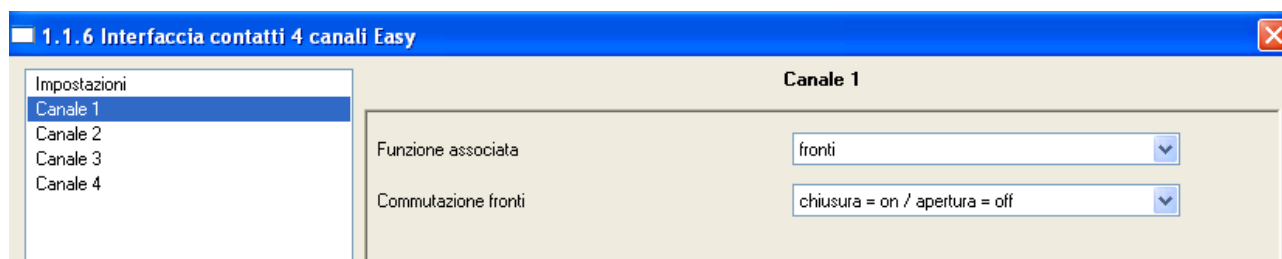 1.1.6 Interfaccia contatti 4 canali Easy
Impostazioni
Canale 1
Canale 2
Canale 3
Canale 4
Canale 1
Funzione associata
fronti
Commutazione fronti
chiusura = on / apertura = off